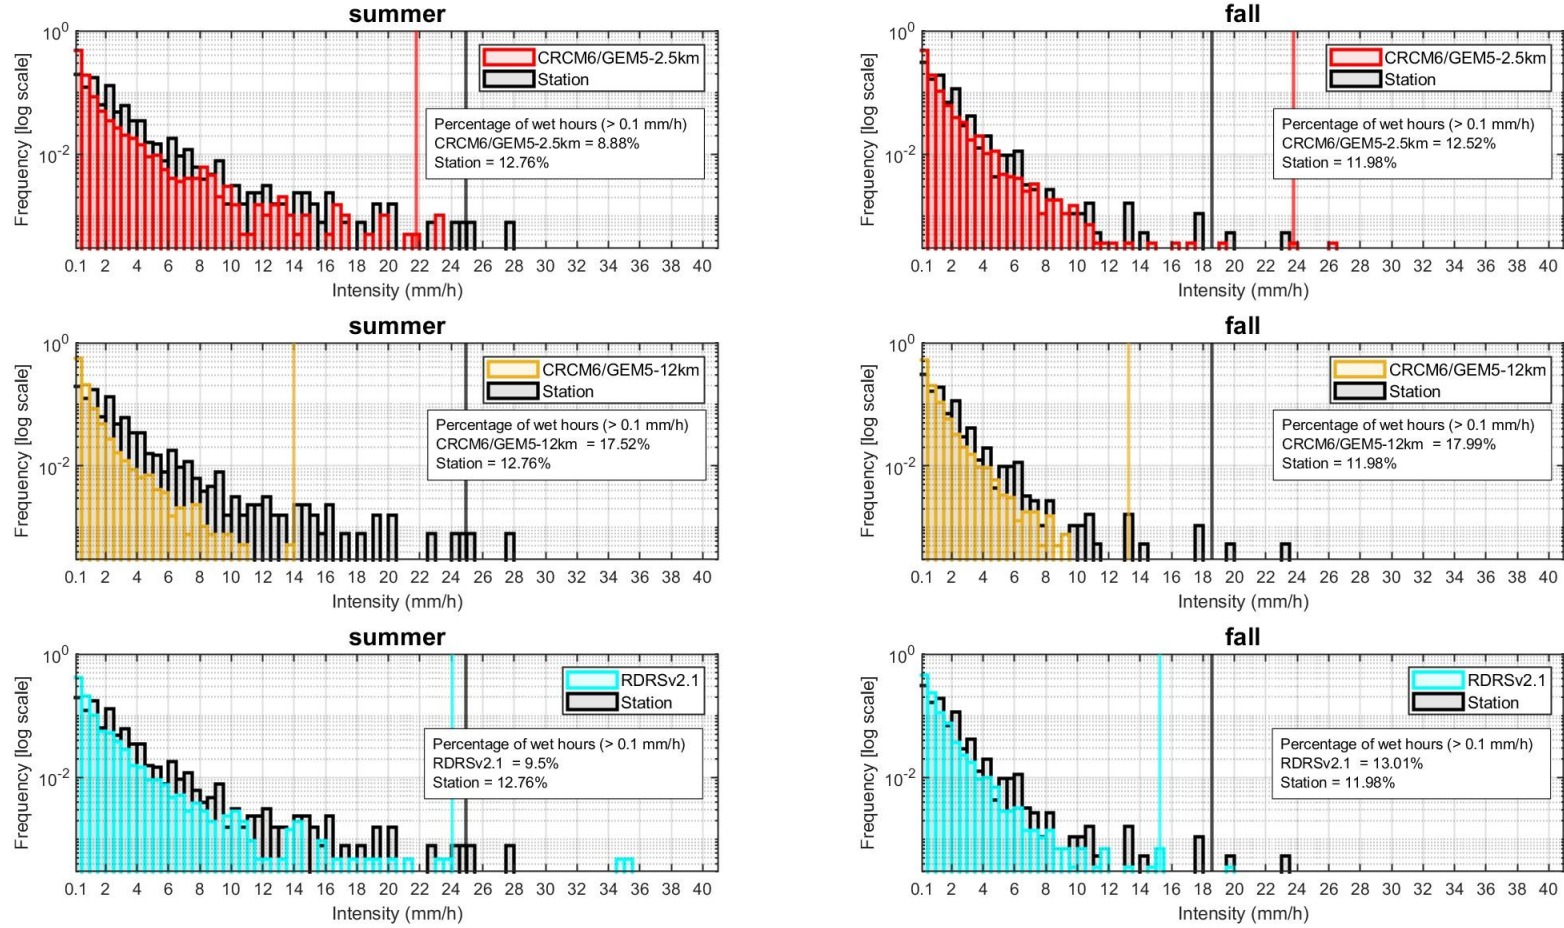 summer
10^0
10^-2
Frequency [log scale]
CRCM6/GEM5-2.5km
Station
Percentage of wet hours (> 0.1 mm/h)
CRCM6/GEM5-2.5km = 8.88%
Station = 12.76%
0.1 2 4 6 8 10 12 14 16 18 20 22 24 26 28 30 32 34 36 38 40
Intensity (mm/h)
fall
10^0
10^-2
Frequency [log scale]
CRCM6/GEM5-2.5km
Station
Percentage of wet hours (> 0.1 mm/h)
CRCM6/GEM5-2.5km = 12.52%
Station = 11.98%
0.1 2 4 6 8 10 12 14 16 18 20 22 24 26 28 30 32 34 36 38 40
Intensity (mm/h)
summer
10^0
10^-2
Frequency [log scale]
CRCM6/GEM5-12km
Station
Percentage of wet hours (> 0.1 mm/h)
CRCM6/GEM5-12km = 17.52%
Station = 12.76%
0.1 2 4 6 8 10 12 14 16 18 20 22 24 26 28 30 32 34 36 38 40
Intensity (mm/h)
fall
10^0
10^-2
Frequency [log scale]
CRCM6/GEM5-12km
Station
Percentage of wet hours (> 0.1 mm/h)
CRCM6/GEM5-12km = 17.99%
Station = 11.98%
0.1 2 4 6 8 10 12 14 16 18 20 22 24 26 28 30 32 34 36 38 40
Intensity (mm/h)
summer
10^0
10^-2
Frequency [log scale]
RDRSv2.1
Station
Percentage of wet hours (> 0.1 mm/h)
RDRSv2.1 = 9.5%
Station = 12.76%
0.1 2 4 6 8 10 12 14 16 18 20 22 24 26 28 30 32 34 36 38 40
Intensity (mm/h)
fall
10^0
10^-2
Frequency [log scale]
RDRSv2.1
Station
Percentage of wet hours (> 0.1 mm/h)
RDRSv2.1 = 13.01%
Station = 11.98%
0.1 2 4 6 8 10 12 14 16 18 20 22 24 26 28 30 32 34 36 38 40
Intensity (mm/h)